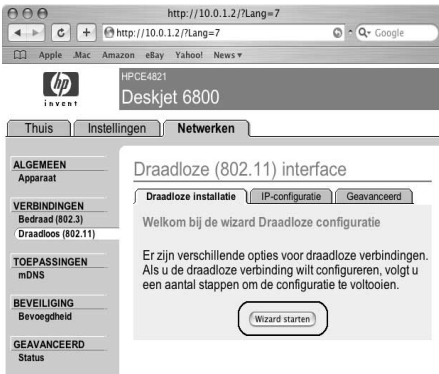 http://10.0.1.2/?Lang=7
http://10.0.1.2/?Lang=7
Google
Apple .Mac Amazon eBay Yahoo! News
hp
invent
HPCE4821
Deskjet 6800
Thuis Instellingen Netwerken
ALGEMEEN
Apparaat
VERBINDINGEN
Bedraad (802.3)
Draadloos (802.11)
TOEPASSINGEN
mDNS
BEVEILIGING
Bevoegdheid
GEAVANCEERD
Status
Draadloze (802.11) interface
Draadloze installatie IP-configuratie Geavanceerd
Welkom bij de wizard Draadloze configuratie
Er zijn verschillende opties voor draadloze verbindingen.
Als u de draadloze verbinding wilt configureren, volgt u
een aantal stappen om de configuratie te voltooien.
Wizard starten